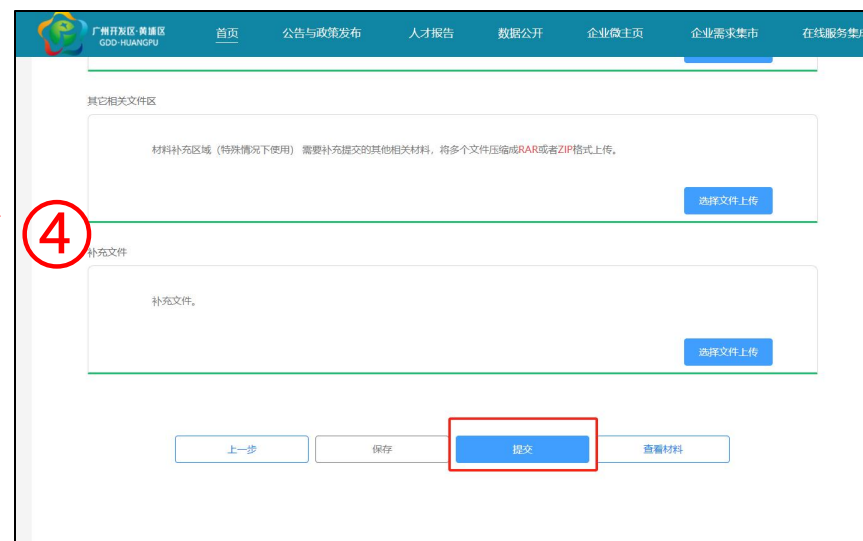 广州开发区·黄埔区
GDD·HUANGPU
首页 公告与政策发布 人才报告 数据公开 企业微主页 企业需求集市 在线服务集
其它相关文件区
材料补充区域（特殊情况下使用） 需要补充提交的其他相关材料，将多个文件压缩成RAR或者ZIP格式上传。
选择文件上传
④
补充文件
补充文件。
选择文件上传
上一步 保存 提交 查看材料